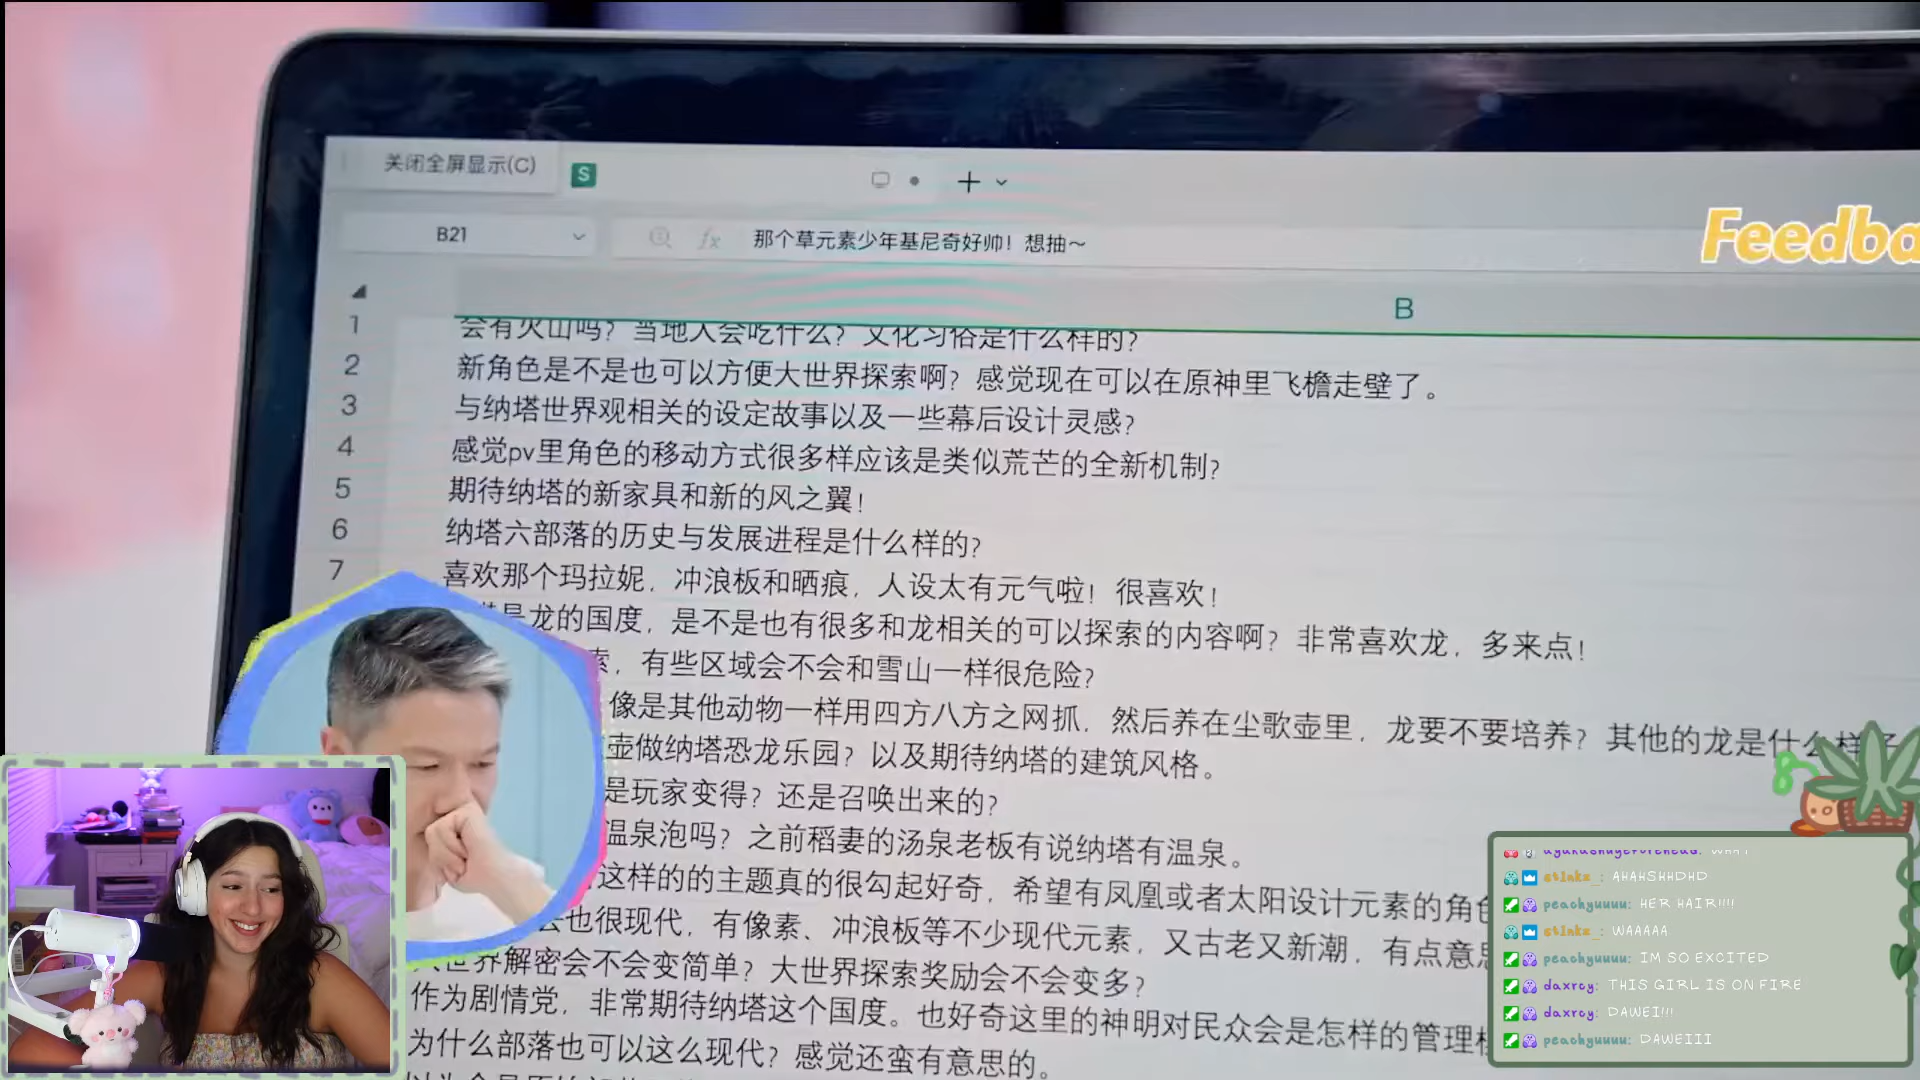 关闭全屏显示(C)
S
B21
fx
那个草元素少年基尼奇好帅！想抽～
Feedba
B
1
会有火山吗？当地人会吃什么？文化习俗是什么样的？
2
新角色是不是也可以方便大世界探索啊？感觉现在可以在原神里飞檐走壁了。
3
与纳塔世界观相关的设定故事以及一些幕后设计灵感？
4
感觉pv里角色的移动方式很多样应该是类似荒芒的全新机制？
5
期待纳塔的新家具和新的风之翼！
6
纳塔六部落的历史与发展进程是什么样的？
7
喜欢那个玛拉妮，冲浪板和晒痕，人设太有元气啦！很喜欢！
是龙的国度，是不是也有很多和龙相关的可以探索的内容啊？非常喜欢龙，多来点！
索，有些区域会不会和雪山一样很危险？
像是其他动物一样用四方八方之网抓，然后养在尘歌壶里，龙要不要培养？其他的龙是什么样子
壶做纳塔恐龙乐园？以及期待纳塔的建筑风格。
是玩家变得？还是召唤出来的？
温泉泡吗？之前稻妻的汤泉老板有说纳塔有温泉。
这样的的主题真的很勾起好奇，希望有凤凰或者太阳设计元素的角色
也很现代，有像素、冲浪板等不少现代元素，又古老又新潮，有点意思
世界解密会不会变简单？大世界探索奖励会不会变多？
作为剧情党，非常期待纳塔这个国度。也好奇这里的神明对民众会是怎样的管理
为什么部落也可以这么现代？感觉还蛮有意思的。
st1nkz_: AHAHSHHDHD
peachyuuuu: HER HAIR!!!!
st1nkz_: WAAAAA
peachyuuuu: IM SO EXCITED
daxrcy: THIS GIRL IS ON FIRE
daxrcy: DAWEI!!!
peachyuuuu: DAWEIII